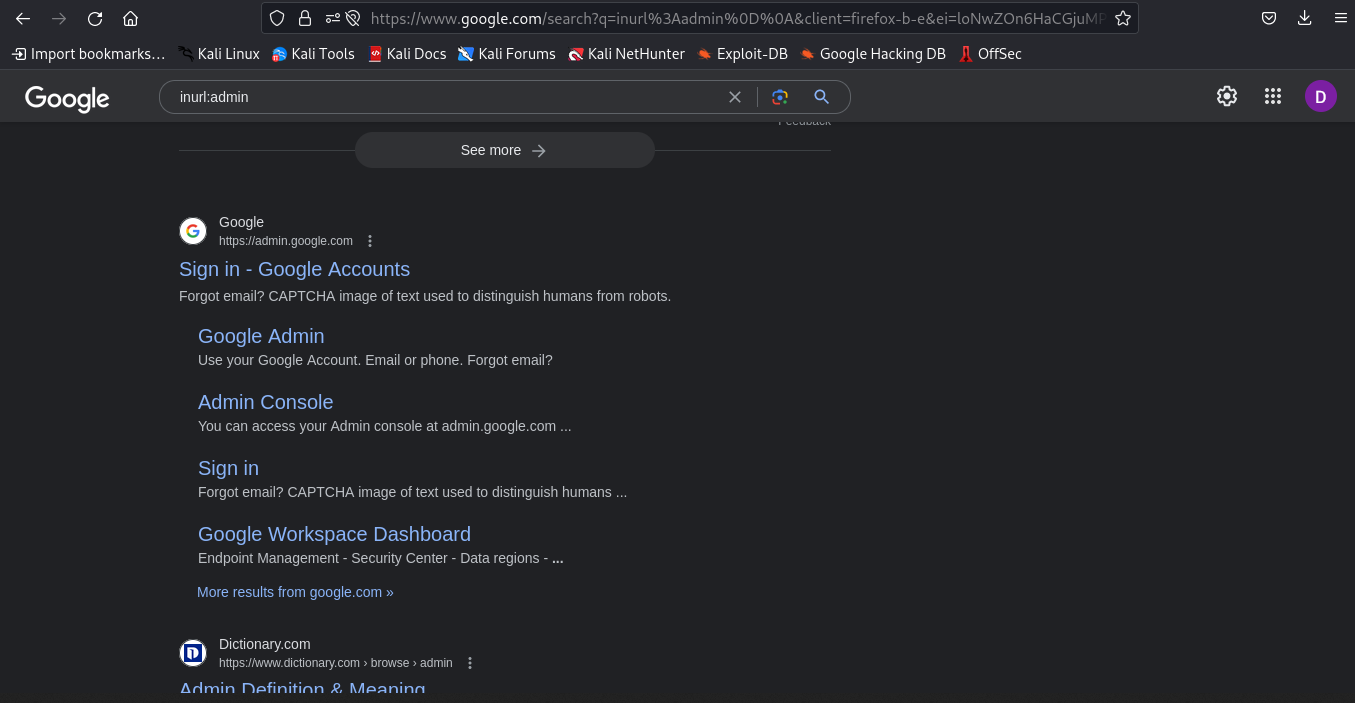 https://www.google.com/search?q=inurl%3Aadmin%0D%0A&client=firefox-b-e&ei=loNwZOn6HaCGjuMP
Import bookmarks… Kali Linux Kali Tools Kali Docs Kali Forums Kali NetHunter Exploit-DB Google Hacking DB OffSec
Google inurl:admin D
Feedback
See more
Google
https://admin.google.com
Sign in - Google Accounts
Forgot email? CAPTCHA image of text used to distinguish humans from robots.
Google Admin
Use your Google Account. Email or phone. Forgot email?
Admin Console
You can access your Admin console at admin.google.com ...
Sign in
Forgot email? CAPTCHA image of text used to distinguish humans ...
Google Workspace Dashboard
Endpoint Management - Security Center - Data regions - ...
More results from google.com »
Dictionary.com
https://www.dictionary.com › browse › admin
Admin Definition & Meaning